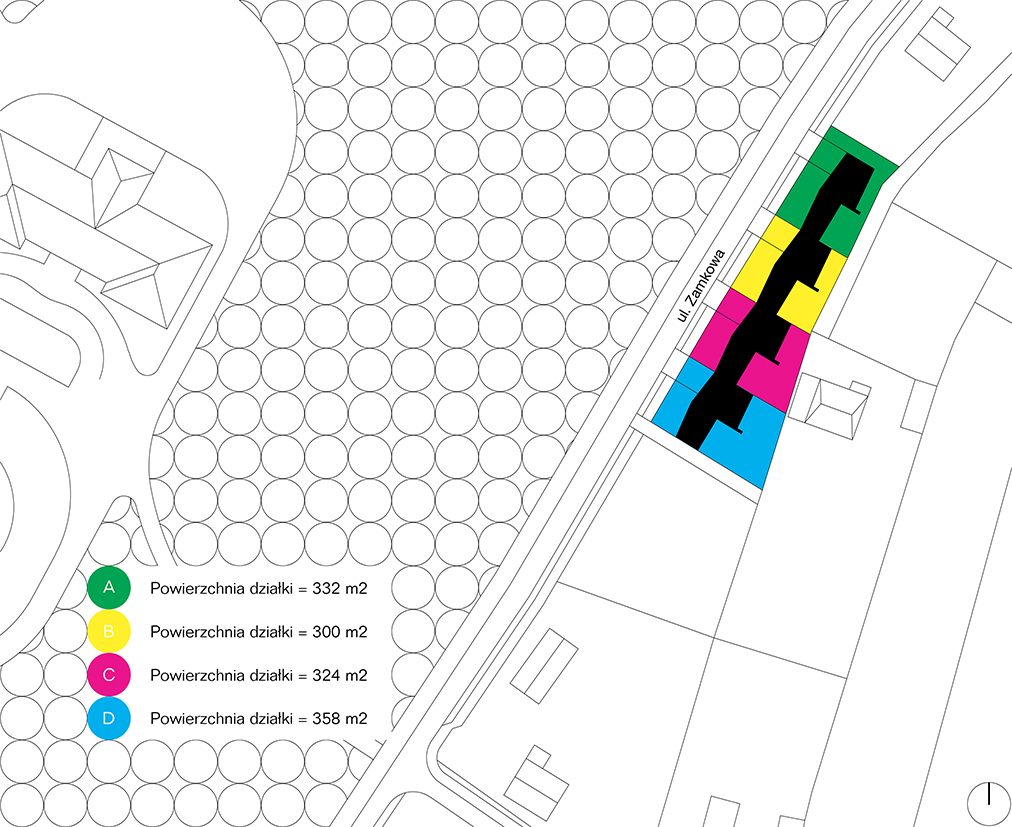 ul. Zamkowa
A Powierzchnia działki = 332 m2
B Powierzchnia działki = 300 m2
C Powierzchnia działki = 324 m2
D Powierzchnia działki = 358 m2